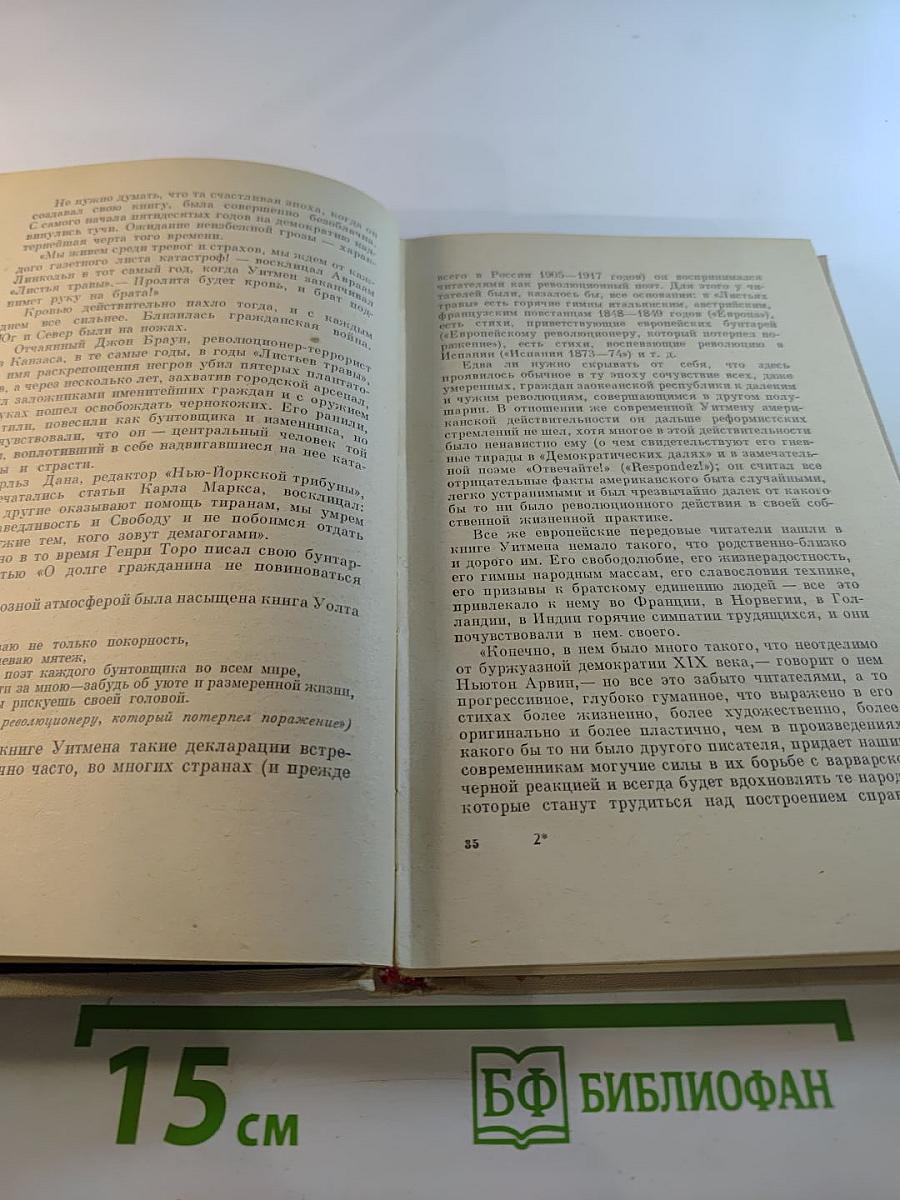 Не нужно думать, что та счастливая эпоха, когда он
создавал свою книгу, была совершенно безоблачна.
С самого начала пятидесятых годов на демократию над-
винулись тучи. Ожидание неизбежной грозы — харак-
тернейшая черта того времени.
«Мы живем среди тревог и страхов, мы ждем от каж-
дого газетного листа катастроф! — восклицал Авраам
Линкольн в тот самый год, когда Уитмен заканчивал
«Листья травы».— Пролита будет кровь, и брат под-
нимет руку на брата!»
Кровью действительно пахло тогда, и с каждым
днем все сильнее. Близилась гражданская война.
Юг и Север были на ножах.
Отчаянный Джон Браун, революционер-террорист
Канзаса, в те самые годы, в годы «Листьев травы»,
имя раскрепощения негров убил пятерых плантато-
а через несколько лет, захватив городской арсенал,
заложниками именитейших граждан и с оружием
пошел освобождать чернокожих. Его ранили,
повесили как бунтовщика и изменника, но
чувствовали, что он — центральный человек той
воплотивший в себе надвигавшиеся на нее ката-
и страсти.
Дана, редактор «Нью-Йоркской трибуны»,
печатались статьи Карла Маркса, восклицал:
другие оказывают помощь тиранам, мы умрем
Свободу и не побоимся отдать
тем, кого зовут демагогами».
в то время Генри Торо писал свою бунтар-
«О долге гражданина не повиноваться
атмосферой была насыщена книга Уолта
не только покорность,
мятеж,
поэт каждого бунтовщика во всем мире,
за мною—забудь об уюте и размеренной жизни,
рискуешь своей головой.
революционеру, который потерпел поражение»)
книге Уитмена такие декларации встре-
часто, во многих странах (и прежде
всего в России 1905—1917 годов) он воспринимался
читателями как революционный поэт. Для этого у чи-
тателей были, казалось бы, все основания: в «Листьях
травы» есть горячие гимны итальянским, австрийским,
французским повстанцам 1848—1849 годов («Европа»),
есть стихи, приветствующие европейских бунтарей
(«Европейскому революционеру, который потерпел по-
ражение»), есть стихи, воспевающие революцию в
Испании («Испания 1873—74») и т. д.
Едва ли нужно скрывать от себя, что здесь
проявилось обычное в ту эпоху сочувствие всех, даже
умеренных, граждан заокеанской республики к далеким
и чужим революциям, совершающимся в другом полу-
шарии. В отношении же современной Уитмену амери-
канской действительности он дальше реформистских
стремлений не шел, хотя многое в этой действительности
было ненавистно ему (о чем свидетельствуют его гнев-
ные тирады в «Демократических далях» и в замечатель-
ной поэме «Отвечайте!» («Respondez!»); он считал все
отрицательные факты американского быта случайными,
легко устранимыми и был чрезвычайно далек от какого
бы то ни было революционного действия в своей соб-
ственной жизненной практике.
Все же европейские передовые читатели нашли в
книге Уитмена немало такого, что родственно-близко
и дорого им. Его свободолюбие, его жизнерадостность,
его гимны народным массам, его славословия технике,
его призывы к братскому единению людей — все это
привлекало к нему во Франции, в Норвегии, в Гол-
ландии, в Индии горячие симпатии трудящихся, и они
почувствовали в нем своего.
«Конечно, в нем было много такого, что неотделимо
от буржуазной демократии XIX века,— говорит о нем
Ньютон Арвин,— но все это забыто читателями, а то
прогрессивное, глубоко гуманное, что выражено в его
стихах более жизненно, более художественно, более
оригинально и более пластично, чем в произведениях
какого бы то ни было другого писателя, придает наши
современникам могучие силы в их борьбе с варварско
черной реакцией и всегда будет вдохновлять те народ
которые станут трудиться над построением справ
35 2*
15 см
БФ БИБЛИОФАН